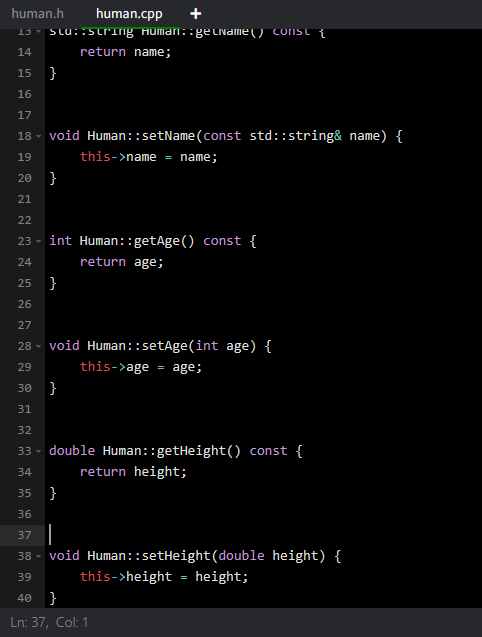 human.h human.cpp +
13 std::string Human::getName() const {
14 return name;
15 }
16
17
18 void Human::setName(const std::string& name) {
19 this->name = name;
20 }
21
22
23 int Human::getAge() const {
24 return age;
25 }
26
27
28 void Human::setAge(int age) {
29 this->age = age;
30 }
31
32
33 double Human::getHeight() const {
34 return height;
35 }
36
37
38 void Human::setHeight(double height) {
39 this->height = height;
40 }
Ln: 37, Col: 1